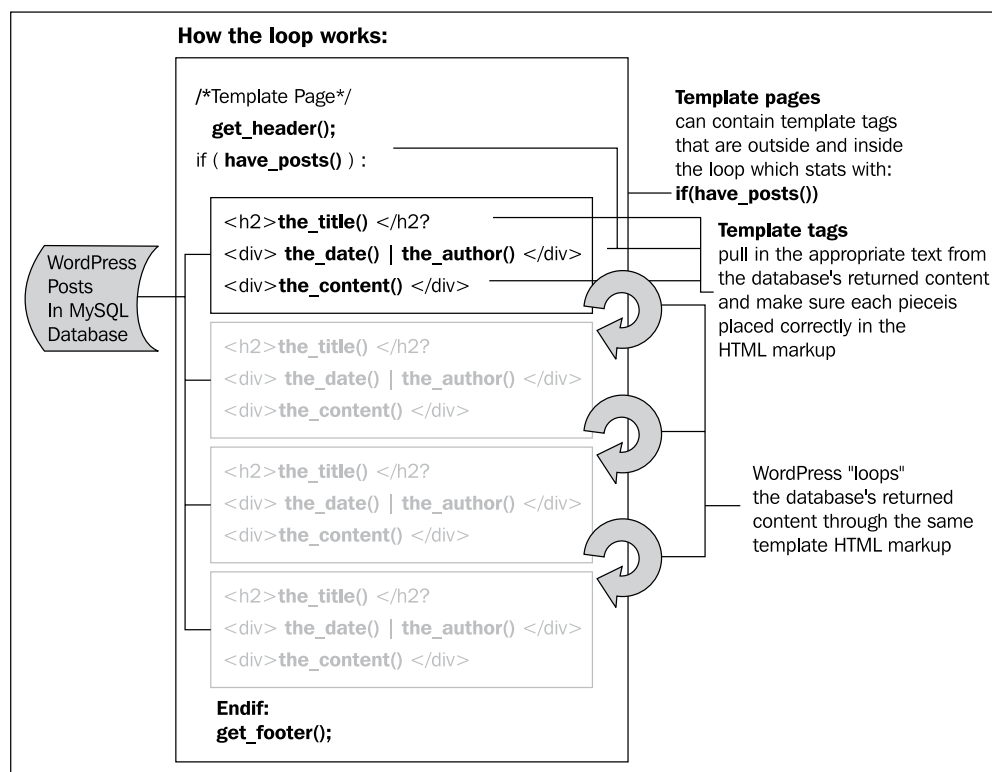 How the loop works:
/*Template Page*/
get_header();
if ( have_posts() ) :
<h2>the_title() </h2?
<div> the_date() | the_author() </div>
<div>the_content() </div>
<h2>the_title() </h2?
<div> the_date() | the_author() </div>
<div>the_content() </div>
<h2>the_title() </h2?
<div> the_date() | the_author() </div>
<div>the_content() </div>
<h2>the_title() </h2?
<div> the_date() | the_author() </div>
<div>the_content() </div>
Endif:
get_footer();
WordPress
Posts
In MySQL
Database
Template pages
can contain template tags
that are outside and inside
the loop which stats with:
if(have_posts())
Template tags
pull in the appropriate text from
the database's returned content
and make sure each pieceis
placed correctly in the
HTML markup
WordPress "loops"
the database's returned
content through the same
template HTML markup